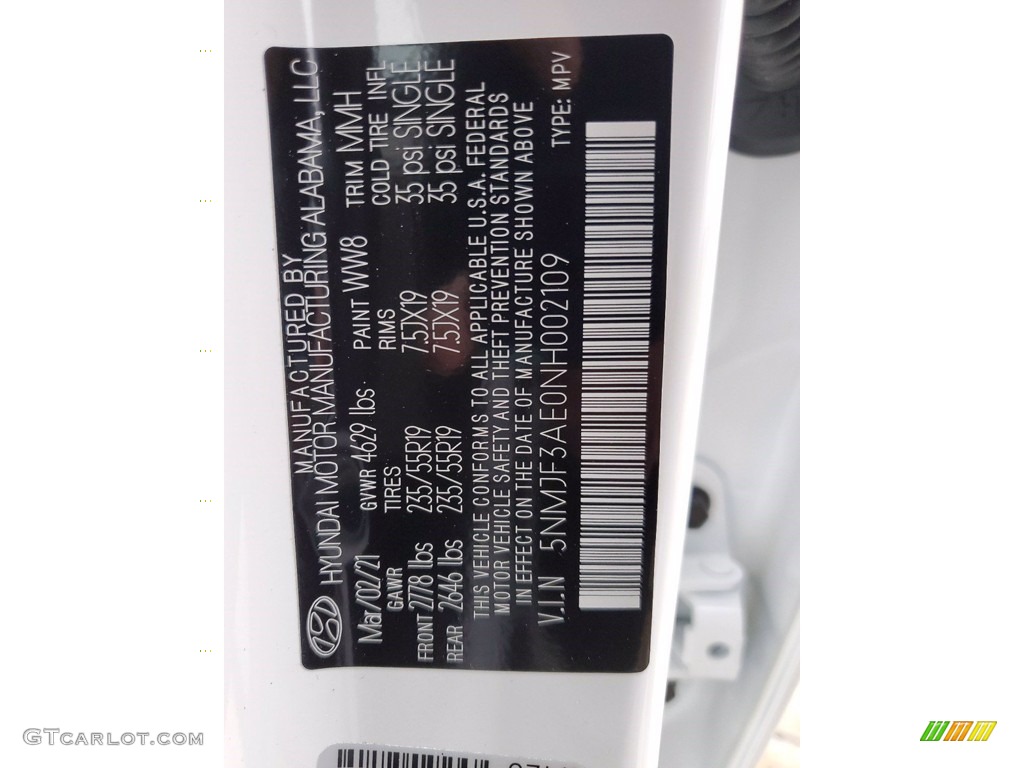 MANUFACTURED BY
HYUNDAI MOTOR MANUFACTURING ALABAMA, LLC
Mar/02/21 GVWR 4629 lbs PAINT WW8 TRIM MMH
GAWR TIRES RIMS COLD TIRE INFL
FRONT 2778 lbs 235/55R19 7.5JX19 35 psi SINGLE
REAR 2646 lbs 235/55R19 7.5JX19 35 psi SINGLE
THIS VEHICLE CONFORMS TO ALL APPLICABLE U.S.A. FEDERAL
MOTOR VEHICLE SAFETY AND THEFT PREVENTION STANDARDS
IN EFFECT ON THE DATE OF MANUFACTURE SHOWN ABOVE
V.I.N 5NMJF3AE0NH002109 TYPE: MPV
GTCARLOT.COM